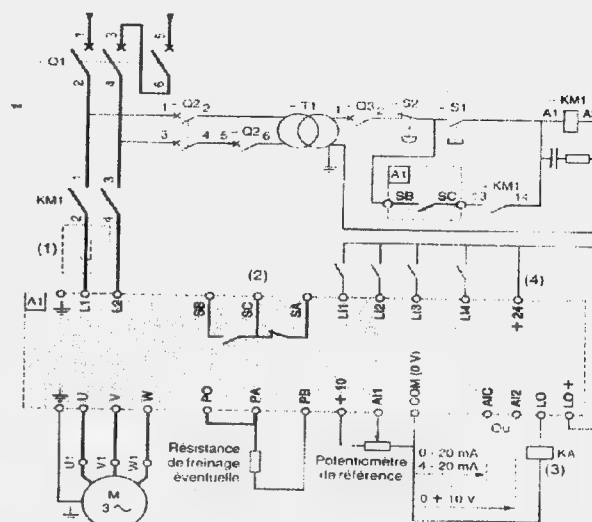 1 3 5
Q1
2 4 6
1 - Q2 2 - T1 1 - Q3 2 - S2 - S1 - KM1
A1
3 4 5 - Q2 6
A1
SB SC 13 - KM1 14
1 3
KM1
2 4
(1) (2) (4)
A1 L1 L2 SB SC SA LI1 LI2 LI3 LI4 + 24
U V W PO PA PB + 10 AI1 COM (0 V) AIC AI2 LO LO +
Ou
U1 V1 W1
Résistance
de freinage
éventuelle
Potentiomètre
de référence
0 - 20 mA
4 - 20 mA
0 + 10 V
KA
(3)
M
3 ~